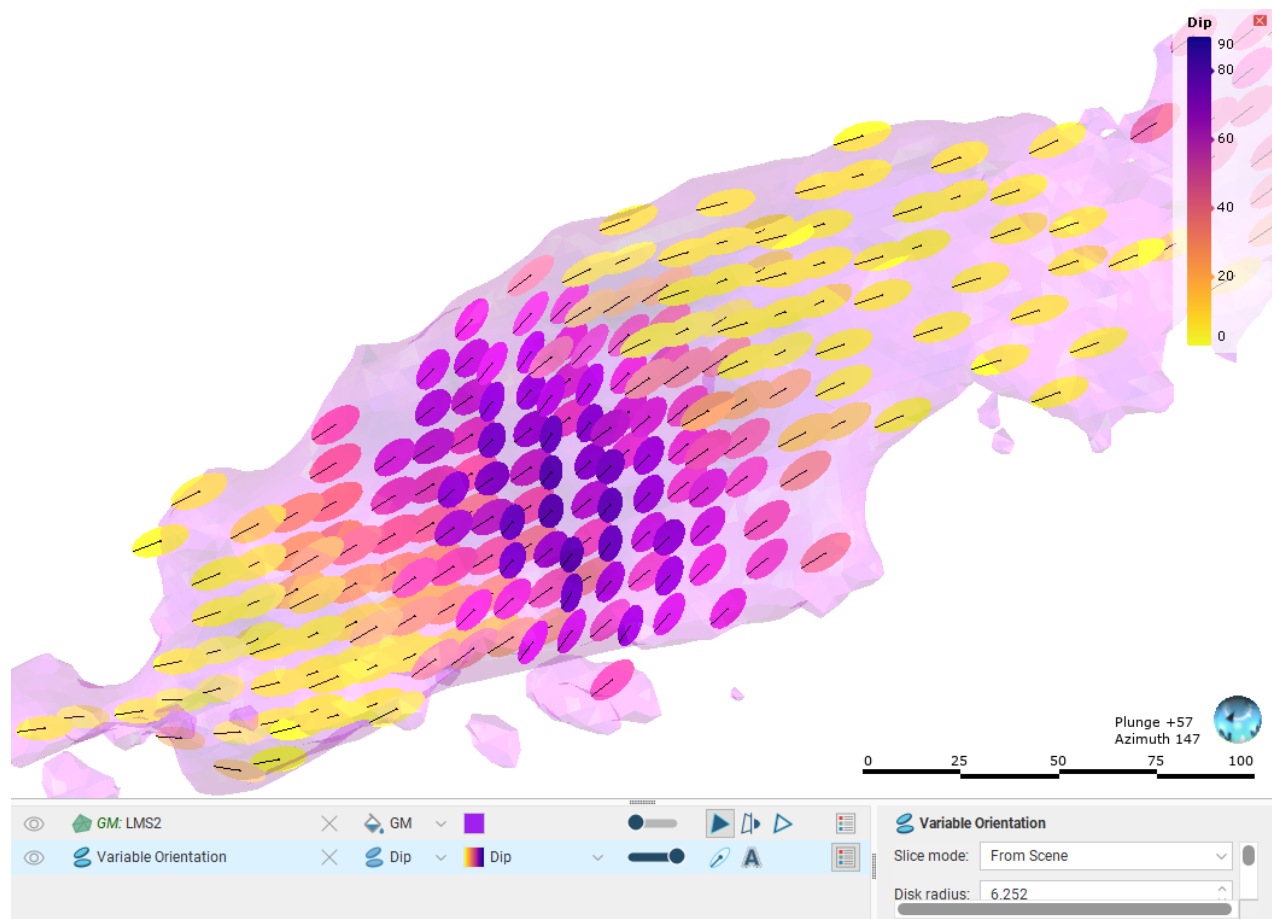 Dip
90
80
60
40
20
0
Plunge +57
Azimuth 147
0 25 50 75 100
GM: LMS2 GM
Variable Orientation Dip Dip A
Variable Orientation
Slice mode: From Scene
Disk radius: 6.252